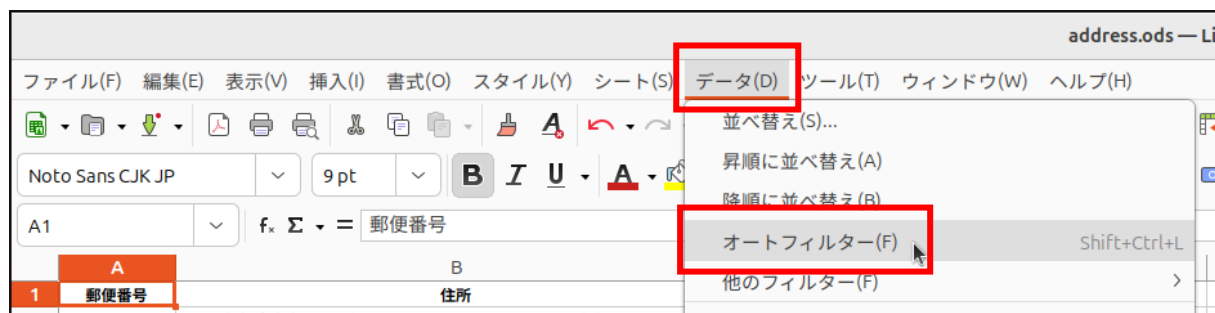 address.ods — Li
ファイル(F) 編集(E) 表示(V) 挿入(I) 書式(O) スタイル(Y) シート(S) データ(D) ツール(T) ウィンドウ(W) ヘルプ(H)
並べ替え(S)...
昇順に並べ替え(A)
Noto Sans CJK JP 9 pt B I U A
降順に並べ替え(B)
A1 fx Σ = 郵便番号
オートフィルター(F) Shift+Ctrl+L
A B
他のフィルター(F)
1 郵便番号 住所